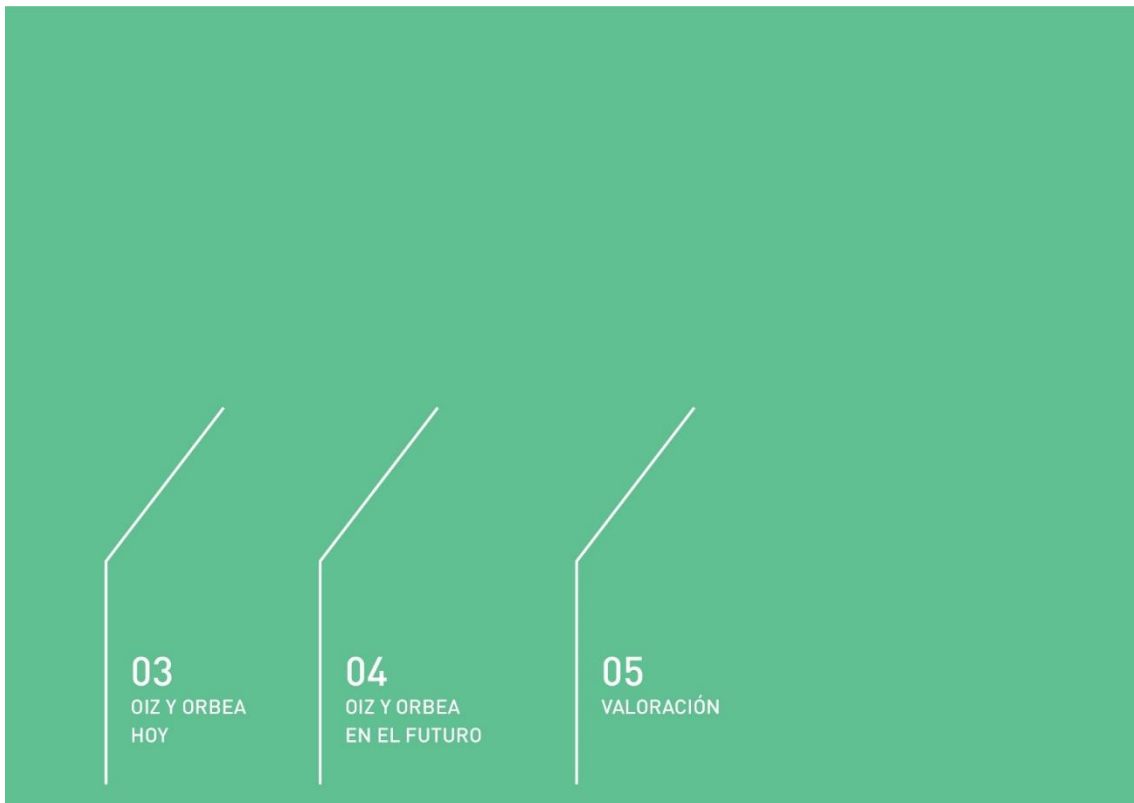 03
OIZ Y ORBEA
HOY
04
OIZ Y ORBEA
EN EL FUTURO
05
VALORACIÓN